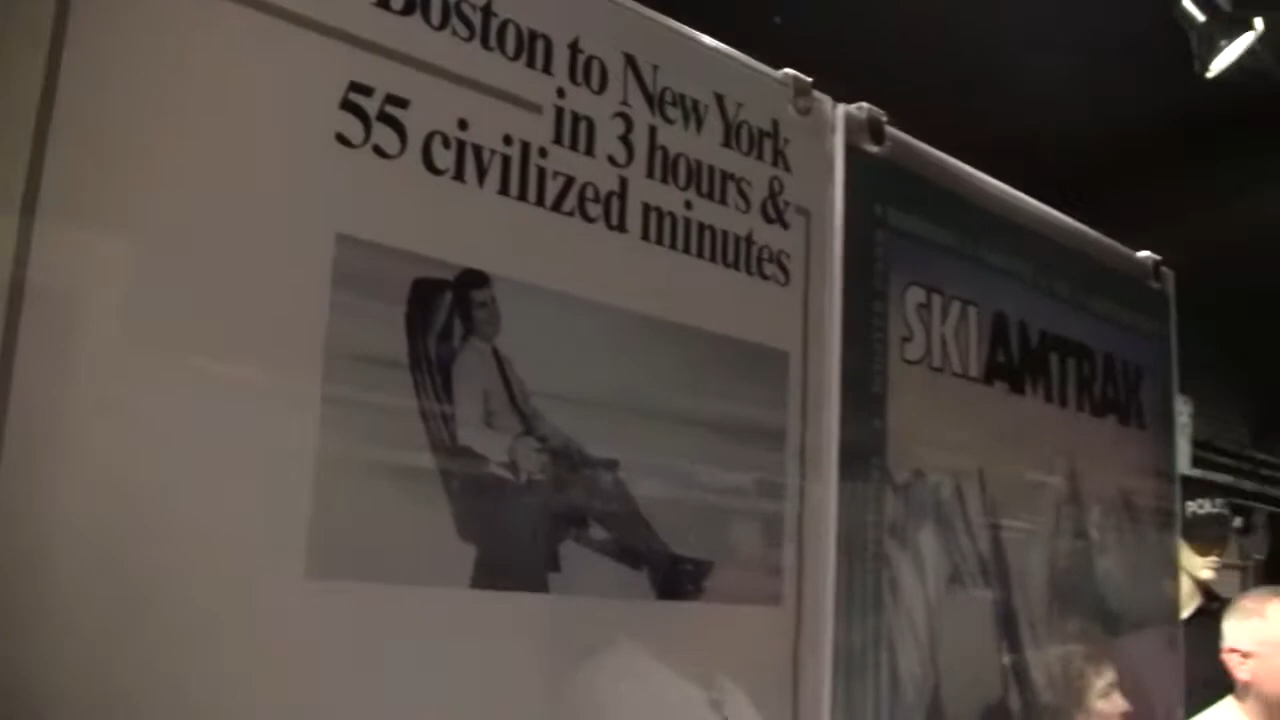 Boston to New York
in 3 hours &
55 civilized minutes
SKI AMTRAK